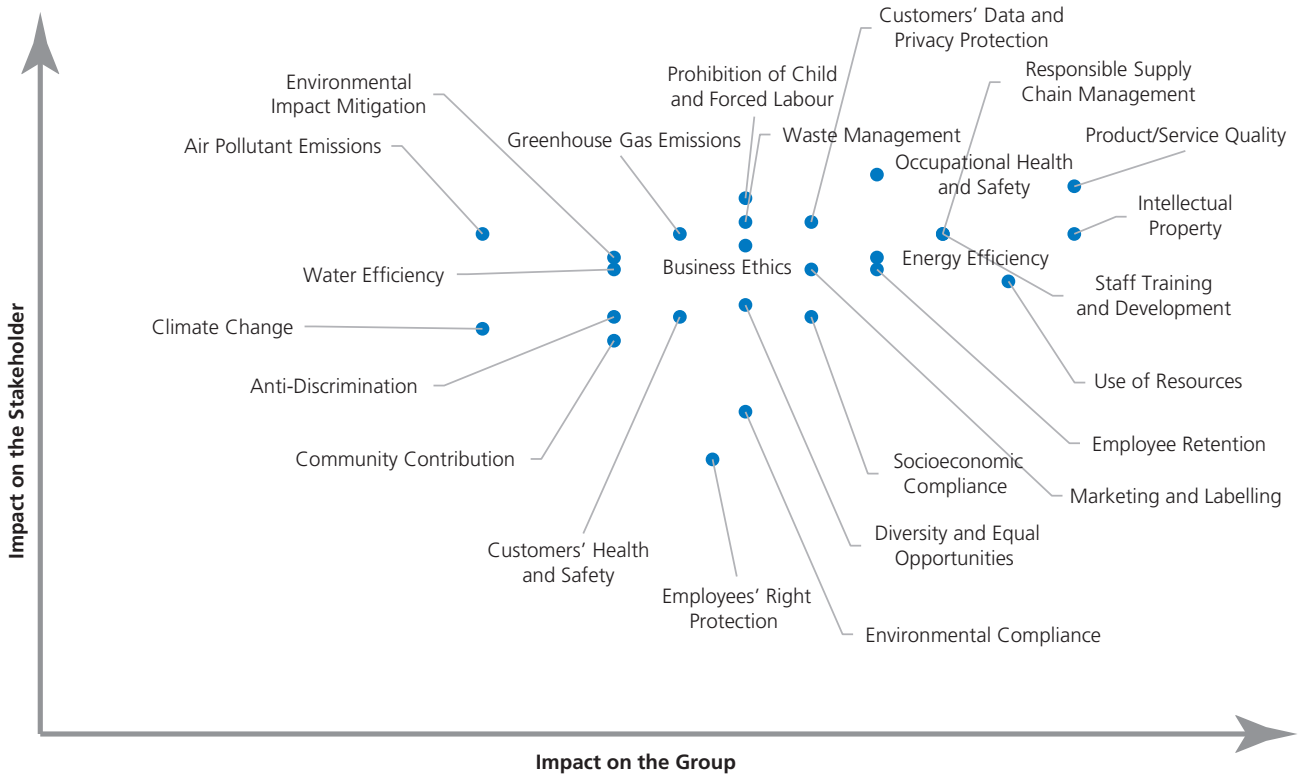 Customers’ Data and
Privacy Protection
Environmental
Impact Mitigation
Prohibition of Child
and Forced Labour
Responsible Supply
Chain Management
Air Pollutant Emissions
Greenhouse Gas Emissions
Waste Management
Product/Service Quality
Occupational Health
and Safety
Intellectual
Property
Water Efficiency
Business Ethics
Energy Efficiency
Staff Training
and Development
Climate Change
Anti-Discrimination
Use of Resources
Community Contribution
Employee Retention
Socioeconomic
Compliance
Marketing and Labelling
Customers’ Health
and Safety
Diversity and Equal
Opportunities
Employees’ Right
Protection
Environmental Compliance
Impact on the Stakeholder
Impact on the Group